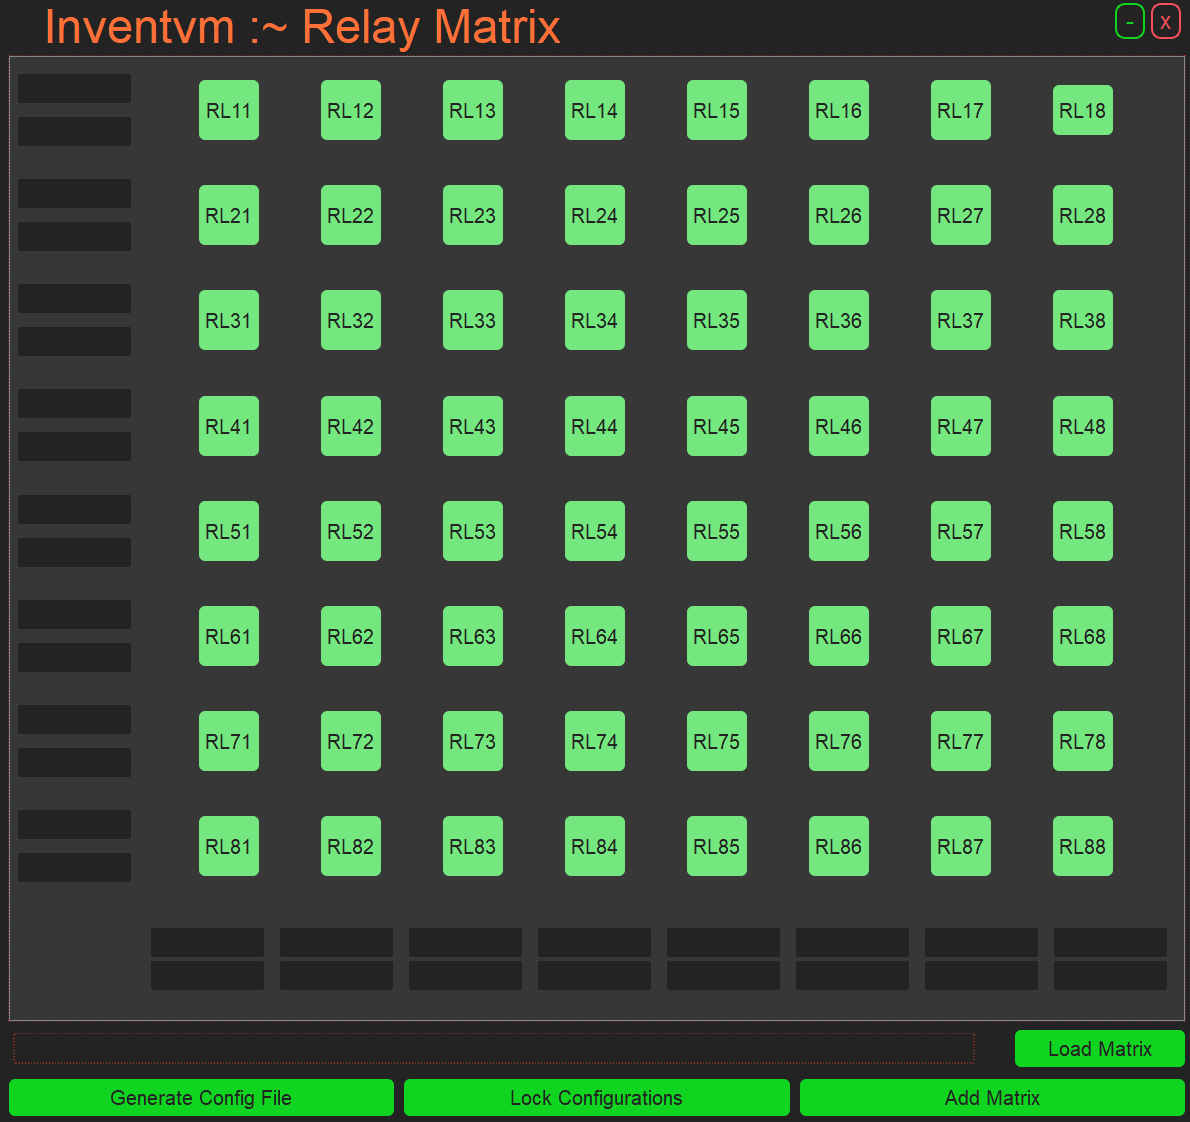 Inventvm :~ Relay Matrix - x
RL11 RL12 RL13 RL14 RL15 RL16 RL17 RL18
RL21 RL22 RL23 RL24 RL25 RL26 RL27 RL28
RL31 RL32 RL33 RL34 RL35 RL36 RL37 RL38
RL41 RL42 RL43 RL44 RL45 RL46 RL47 RL48
RL51 RL52 RL53 RL54 RL55 RL56 RL57 RL58
RL61 RL62 RL63 RL64 RL65 RL66 RL67 RL68
RL71 RL72 RL73 RL74 RL75 RL76 RL77 RL78
RL81 RL82 RL83 RL84 RL85 RL86 RL87 RL88
Load Matrix
Generate Config File Lock Configurations Add Matrix